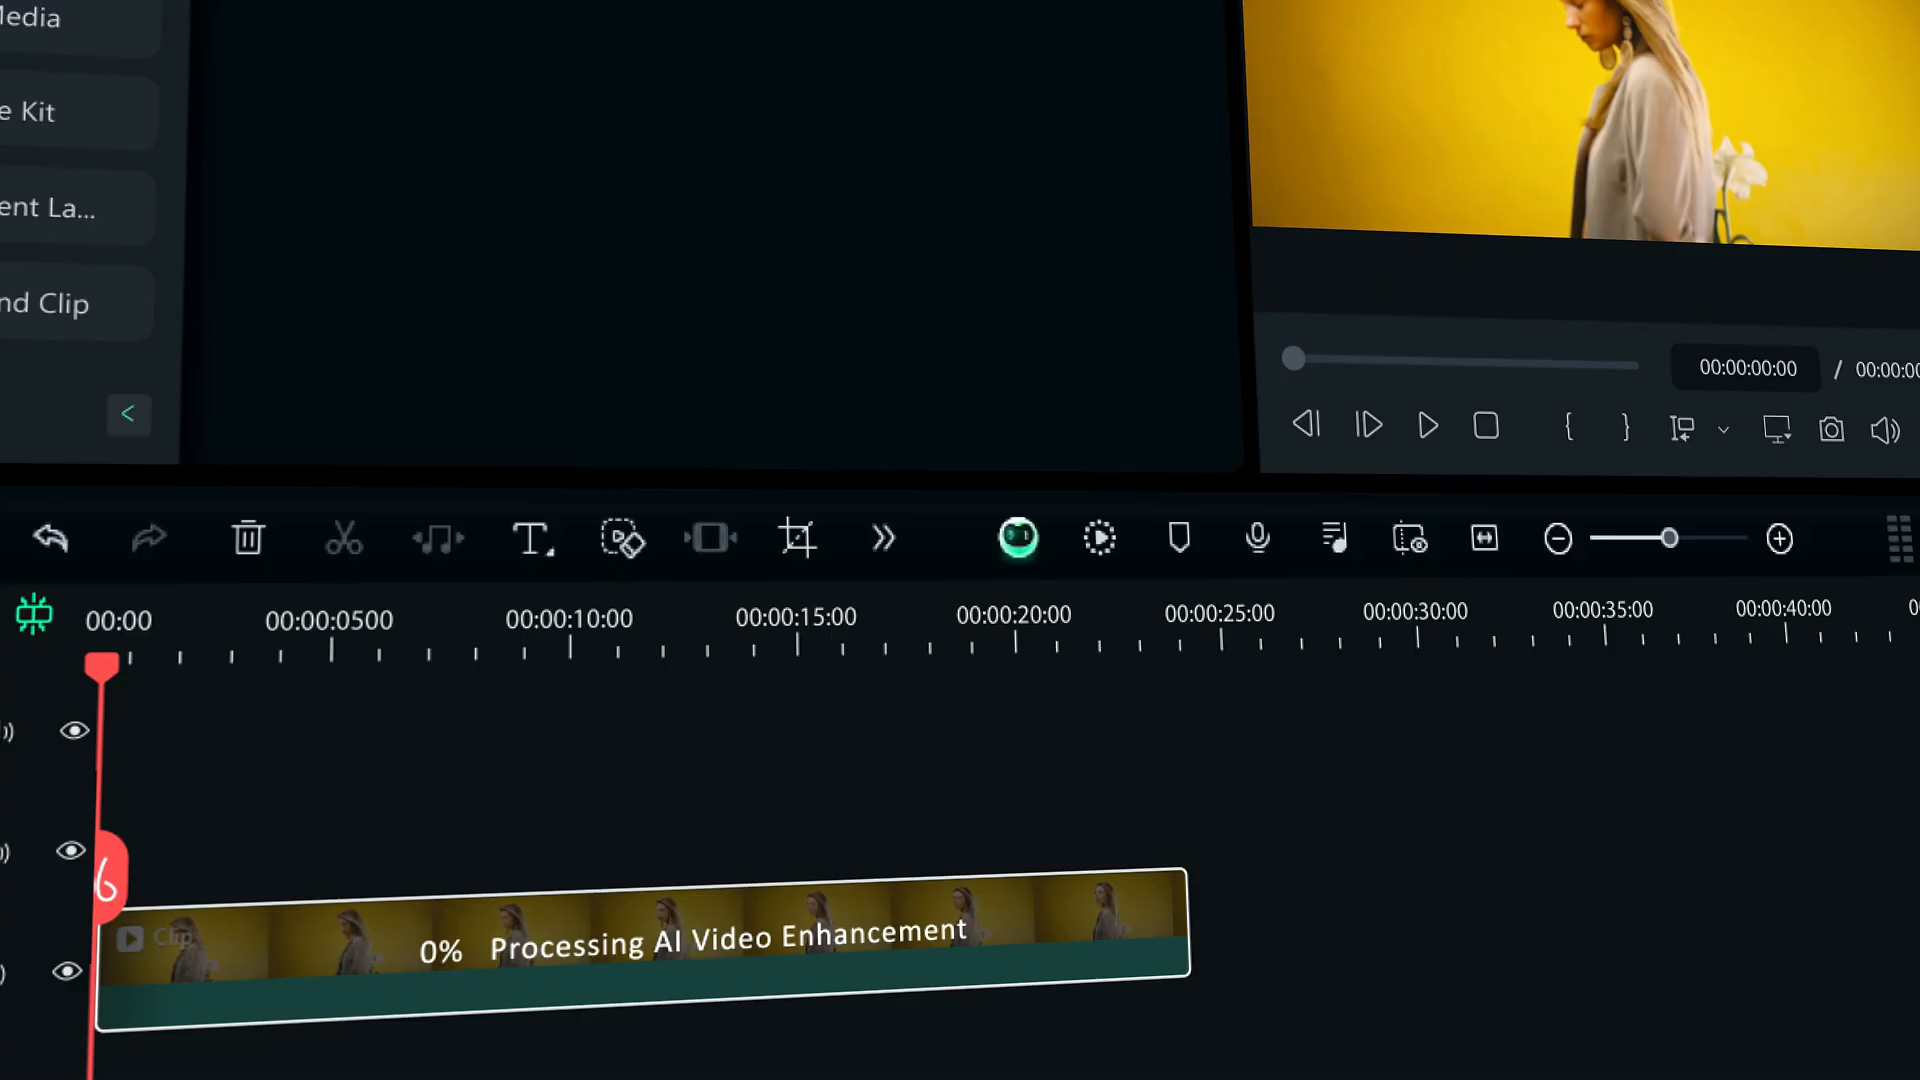 Media
e Kit
ent La...
nd Clip
00:00:00:00 / 00:00:00
00:00
00:00:0500
00:00:10:00
00:00:15:00
00:00:20:00
00:00:25:00
00:00:30:00
00:00:35:00
00:00:40:00
Clip
0% Processing AI Video Enhancement